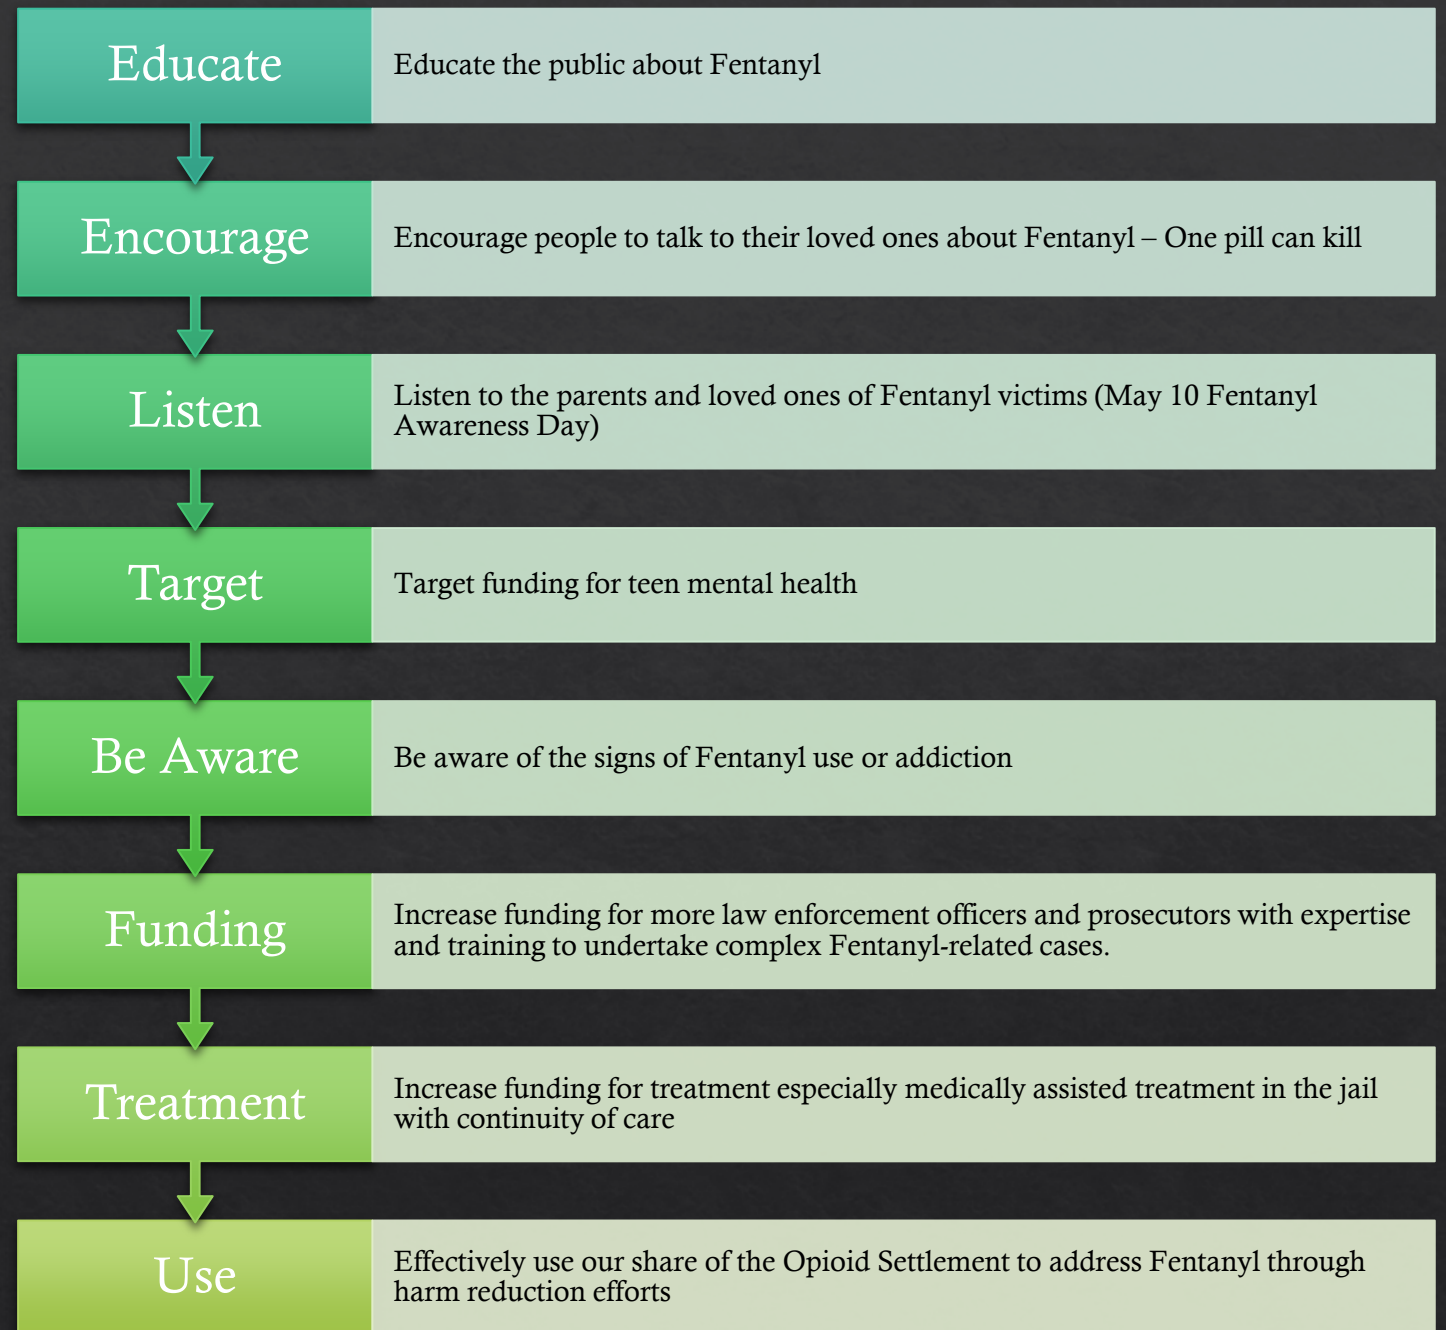 Educate
Educate the public about Fentanyl
Encourage
Encourage people to talk to their loved ones about Fentanyl – One pill can kill
Listen
Listen to the parents and loved ones of Fentanyl victims (May 10 Fentanyl
Awareness Day)
Target
Target funding for teen mental health
Be Aware
Be aware of the signs of Fentanyl use or addiction
Funding
Increase funding for more law enforcement officers and prosecutors with expertise
and training to undertake complex Fentanyl-related cases.
Treatment
Increase funding for treatment especially medically assisted treatment in the jail
with continuity of care
Use
Effectively use our share of the Opioid Settlement to address Fentanyl through
harm reduction efforts